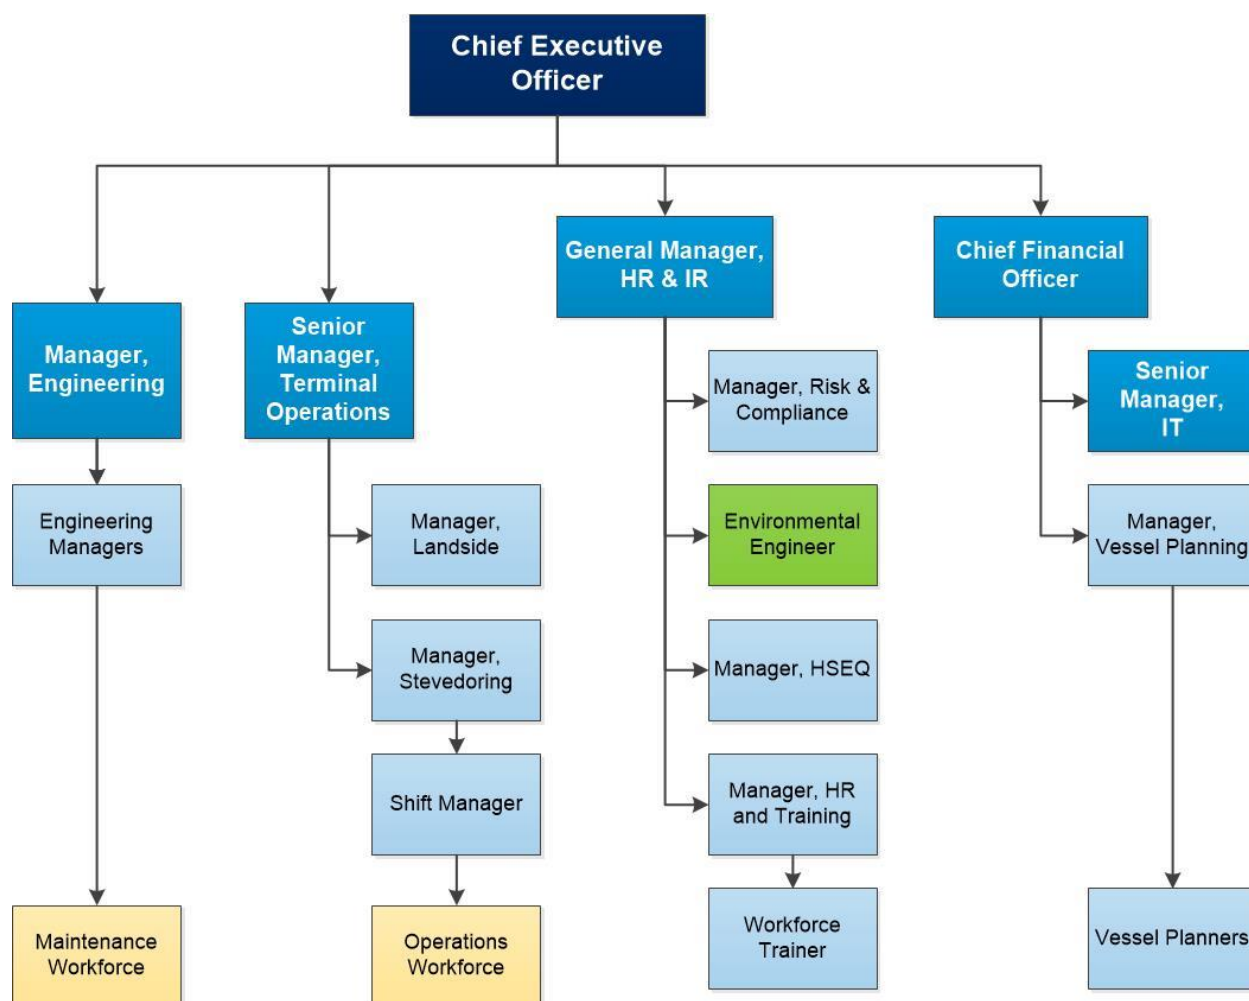 Chief Executive
Officer
General Manager,
HR & IR
Chief Financial
Officer
Manager,
Engineering
Senior
Manager,
Terminal
Operations
Manager, Risk &
Compliance
Senior
Manager,
IT
Engineering
Managers
Manager,
Landside
Environmental
Engineer
Manager,
Vessel Planning
Manager,
Stevedoring
Manager, HSEQ
Shift Manager
Manager, HR
and Training
Maintenance
Workforce
Operations
Workforce
Workforce
Trainer
Vessel Planners